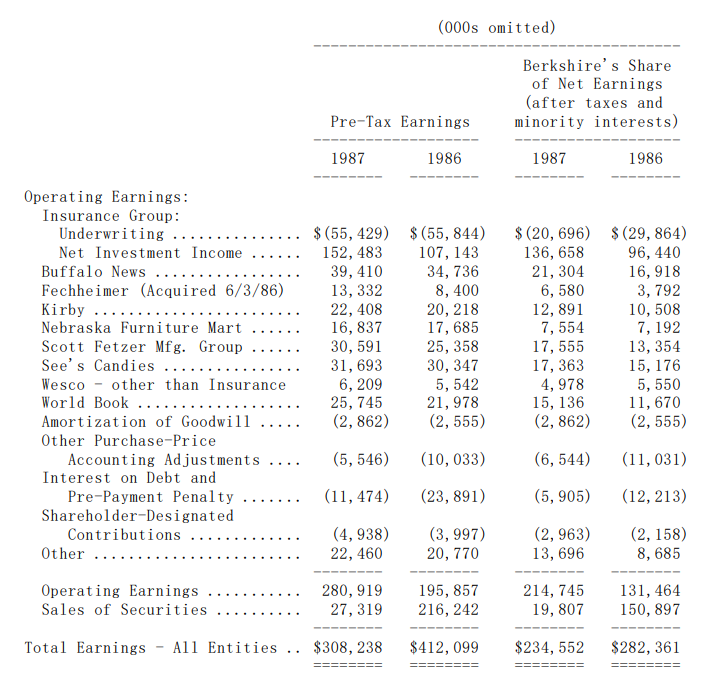 (000s omitted)
-----------------------------------------
Berkshire's Share
of Net Earnings
(after taxes and
Pre-Tax Earnings minority interests)
------------------- -------------------
1987 1986 1987 1986
-------- -------- -------- --------
Operating Earnings:
Insurance Group:
Underwriting ............... $(55,429) $(55,844) $(20,696) $(29,864)
Net Investment Income ...... 152,483 107,143 136,658 96,440
Buffalo News ................. 39,410 34,736 21,304 16,918
Fechheimer (Acquired 6/3/86) 13,332 8,400 6,580 3,792
Kirby ........................ 22,408 20,218 12,891 10,508
Nebraska Furniture Mart ...... 16,837 17,685 7,554 7,192
Scott Fetzer Mfg. Group ...... 30,591 25,358 17,555 13,354
See's Candies ................ 31,693 30,347 17,363 15,176
Wesco - other than Insurance 6,209 5,542 4,978 5,550
World Book ................... 25,745 21,978 15,136 11,670
Amortization of Goodwill ..... (2,862) (2,555) (2,862) (2,555)
Other Purchase-Price
Accounting Adjustments .... (5,546) (10,033) (6,544) (11,031)
Interest on Debt and
Pre-Payment Penalty ....... (11,474) (23,891) (5,905) (12,213)
Shareholder-Designated
Contributions ............. (4,938) (3,997) (2,963) (2,158)
Other ........................ 22,460 20,770 13,696 8,685
-------- -------- -------- --------
Operating Earnings ........... 280,919 195,857 214,745 131,464
Sales of Securities .......... 27,319 216,242 19,807 150,897
-------- -------- -------- --------
Total Earnings - All Entities .. $308,238 $412,099 $234,552 $282,361
======== ======== ======== ========